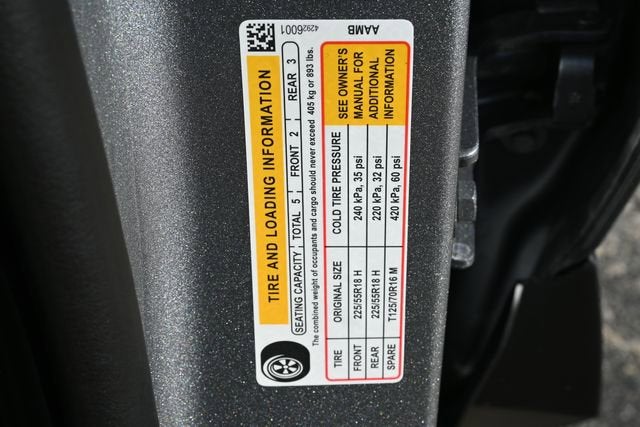 TIRE AND LOADING INFORMATION
SEATING CAPACITY TOTAL 5 FRONT 2 REAR 3
The combined weight of occupants and cargo should never exceed 405 kg or 893 lbs.
TIRE ORIGINAL SIZE COLD TIRE PRESSURE
FRONT 225/55R18 H 240 kPa, 35 psi
REAR 225/55R18 H 220 kPa, 32 psi
SPARE T125/70R16 M 420 kPa, 60 psi
SEE OWNER'S
MANUAL FOR
ADDITIONAL
INFORMATION
42926001
AAMB